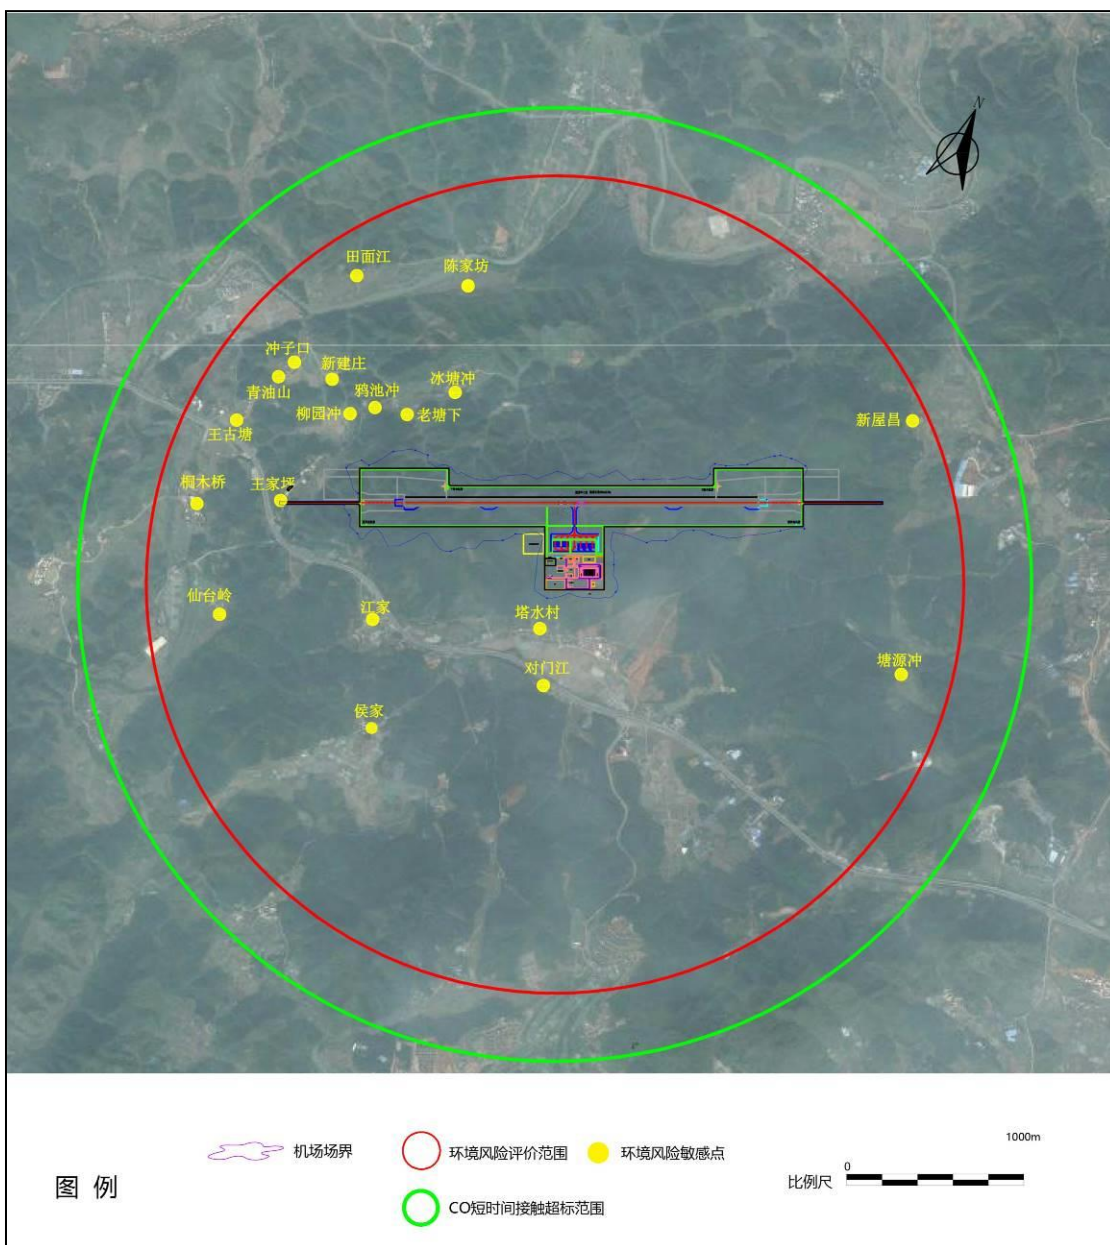 N
田面江
陈家坊
冲子口
新建庄
青油山
鸦池冲
冰塘冲
柳园冲
老塘下
王古塘
新屋昌
桐木桥
王家坪
仙台岭
江家
塔水村
对门江
塘源冲
侯家
图 例
机场场界
环境风险评价范围
环境风险敏感点
CO短时间接触超标范围
比例尺
0
1000m